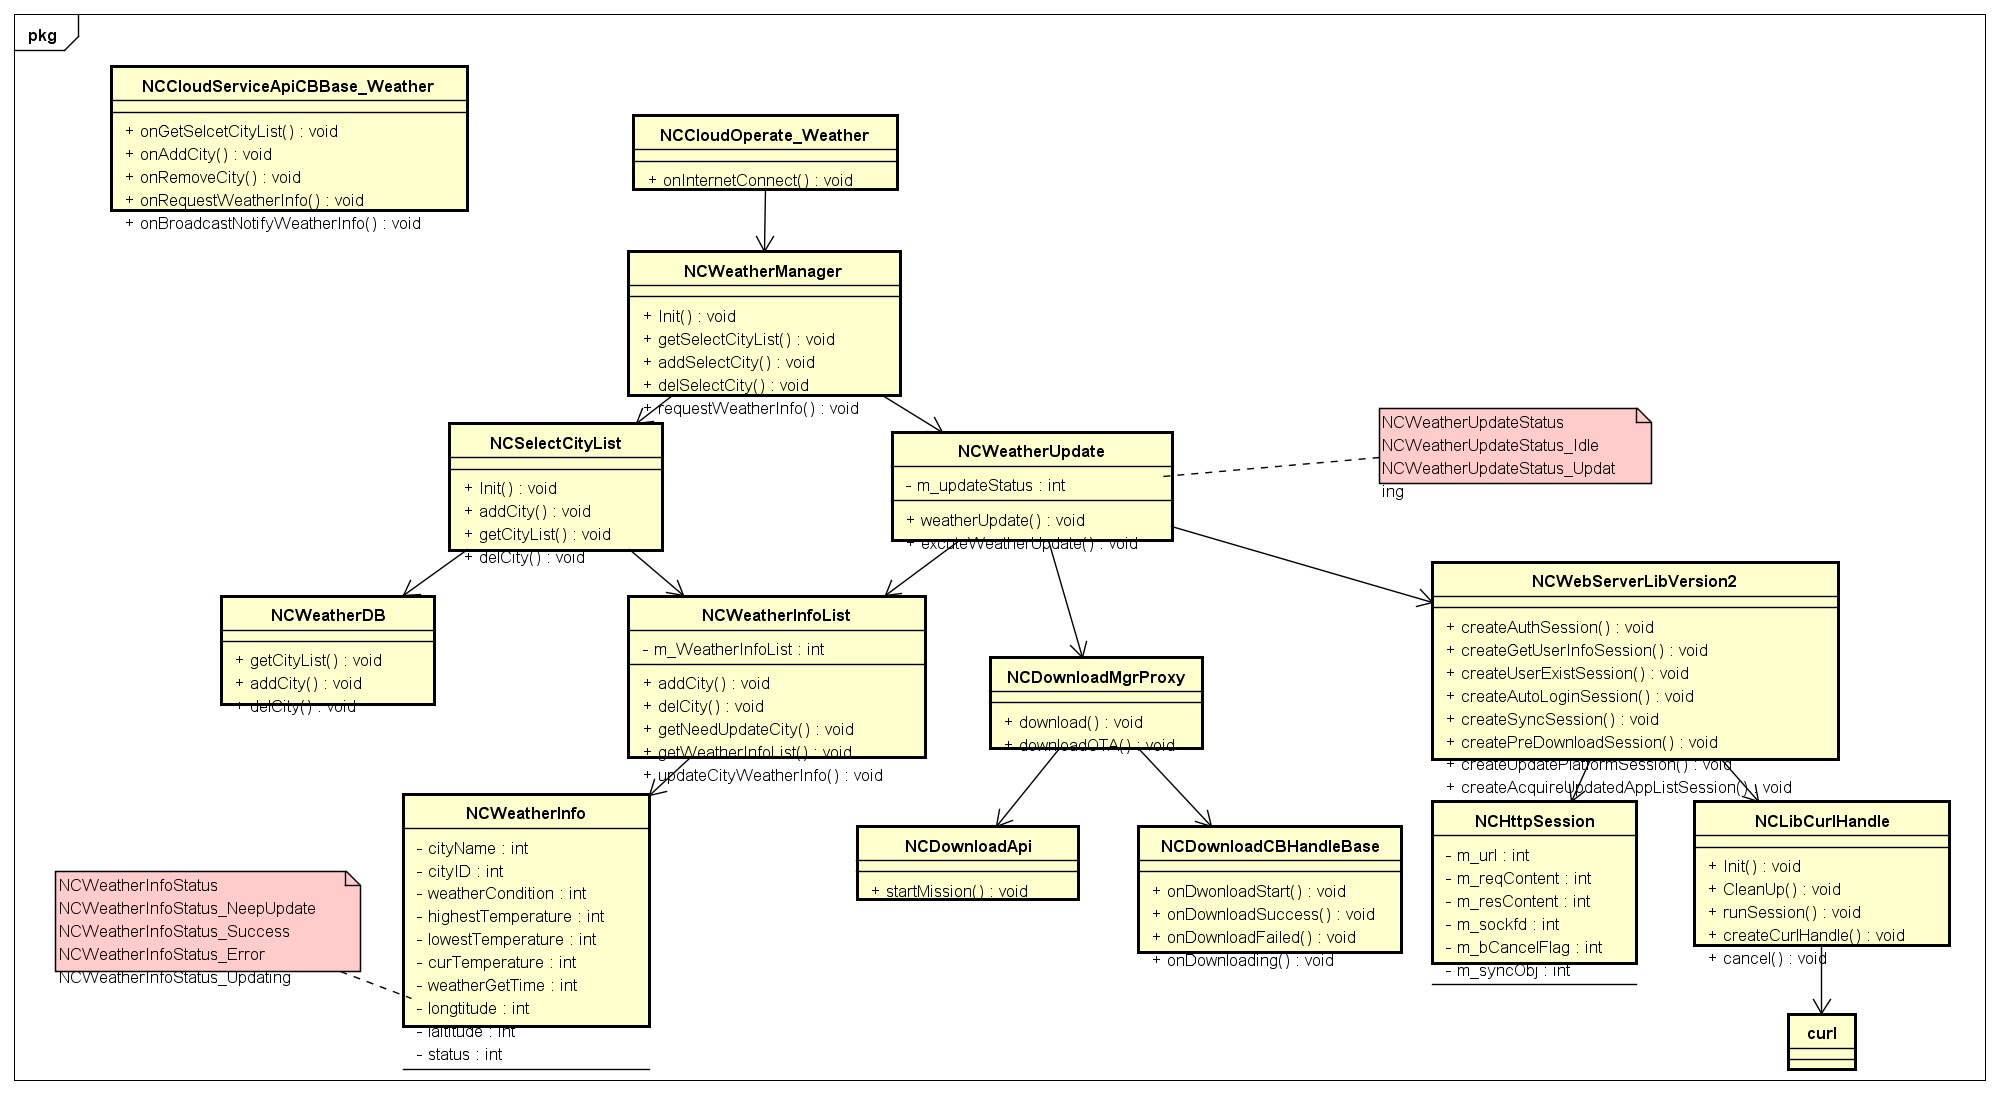 pkg
NCCloudServiceApiCBBase_Weather
+ onGetSelcetCityList() : void
+ onAddCity() : void
+ onRemoveCity() : void
+ onRequestWeatherInfo() : void
+ onBroadcastNotifyWeatherInfo() : void
NCCloudOperate_Weather
+ onInternetConnect() : void
NCWeatherManager
+ Init() : void
+ getSelectCityList() : void
+ addSelectCity() : void
+ delSelectCity() : void
+ requestWeatherInfo() : void
NCSelectCityList
+ Init() : void
+ addCity() : void
+ getCityList() : void
+ delCity() : void
NCWeatherUpdate
- m_updateStatus : int
+ weatherUpdate() : void
+ excuteWeatherUpdate() : void
NCWeatherUpdateStatus
NCWeatherUpdateStatus_Idle
NCWeatherUpdateStatus_Updat
ing
NCWeatherDB
+ getCityList() : void
+ addCity() : void
+ delCity() : void
NCWeatherInfoList
- m_WeatherInfoList : int
+ addCity() : void
+ delCity() : void
+ getNeedUpdateCity() : void
+ getWeatherInfoList() : void
+ updateCityWeatherInfo() : void
NCDownloadMgrProxy
+ download() : void
+ downloadOTA() : void
NCWebServerLibVersion2
+ createAuthSession() : void
+ createGetUserInfoSession() : void
+ createUserExistSession() : void
+ createAutoLoginSession() : void
+ createSyncSession() : void
+ createPreDownloadSession() : void
+ createUpdatePlatformSession() : void
+ createAcquireUpdatedAppListSession() : void
NCWeatherInfo
- cityName : int
- cityID : int
- weatherCondition : int
- highestTemperature : int
- lowestTemperature : int
- curTemperature : int
- weatherGetTime : int
- longtitude : int
- laltitude : int
- status : int
NCWeatherInfoStatus
NCWeatherInfoStatus_NeepUpdate
NCWeatherInfoStatus_Success
NCWeatherInfoStatus_Error
NCWeatherInfoStatus_Updating
NCDownloadApi
+ startMission() : void
NCDownloadCBHandleBase
+ onDwonloadStart() : void
+ onDownloadSuccess() : void
+ onDownloadFailed() : void
+ onDownloading() : void
NCHttpSession
- m_url : int
- m_reqContent : int
- m_resContent : int
- m_sockfd : int
- m_bCancelFlag : int
- m_syncObj : int
NCLibCurlHandle
+ Init() : void
+ CleanUp() : void
+ runSession() : void
+ createCurlHandle() : void
+ cancel() : void
curl